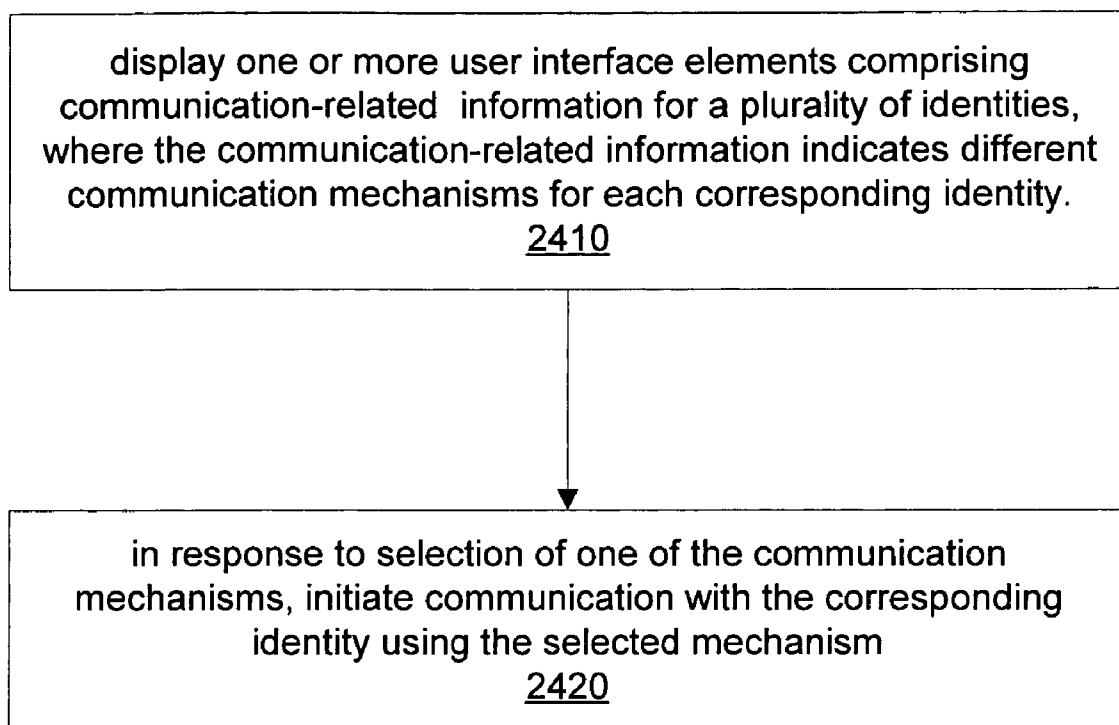 display one or more user interface elements comprising
communication-related information for a plurality of identities,
where the communication-related information indicates different
communication mechanisms for each corresponding identity.
2410
in response to selection of one of the communication
mechanisms, initiate communication with the corresponding
identity using the selected mechanism
2420